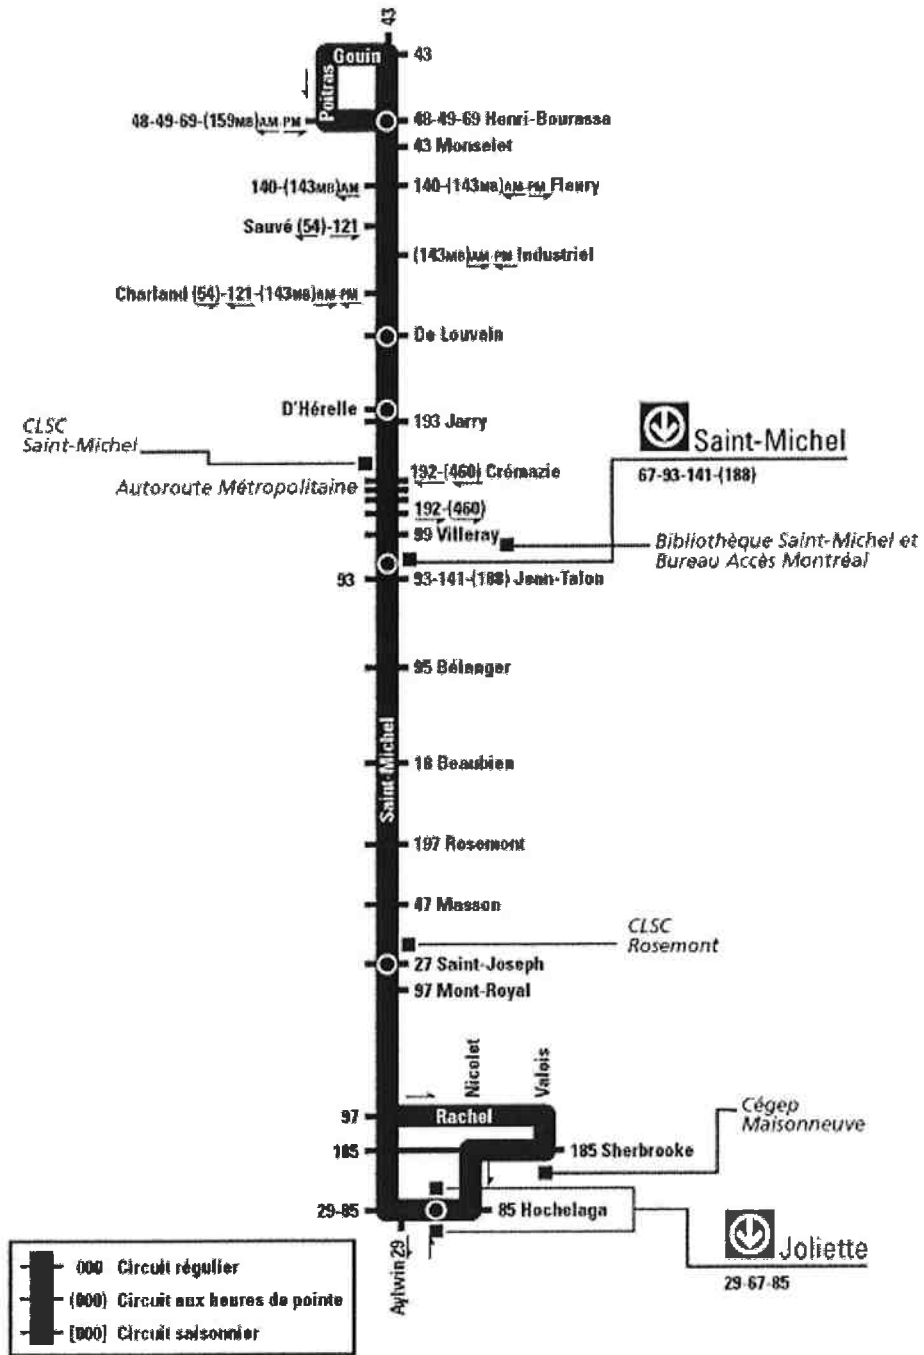 43
Gouin
43
Poitras
48-49-69-(159MB)AM PM
48-49-69 Henri-Bourassa
43 Monselet
140-(143MB)AM
140-(143MB)AM PM Fleury
Sauvé (54)-121
(143MB)AM PM Industriel
Charland (54)-121-(143MB)AM PM
De Louvain
D'Hérelle
193 Jarry
CLSC
Saint-Michel
Saint-Michel
67-93-141-(188)
192-(460) Crémazie
Autoroute Métropolitaine
192-(460)
99 Villeray
Bibliothèque Saint-Michel et
Bureau Accès Montréal
93
93-141-(188) Jean-Talon
95 Bélanger
Saint-Michel
18 Beaubien
197 Rosemont
47 Masson
CLSC
Rosemont
27 Saint-Joseph
97 Mont-Royal
Nicolet
Valois
97
Rachel
Cégep
Maisonneuve
185
185 Sherbrooke
29-85
85 Hochelaga
Aylwin 29
Joliette
29-67-85
000 Circuit régulier
(000) Circuit aux heures de pointe
[000] Circuit saisonnier